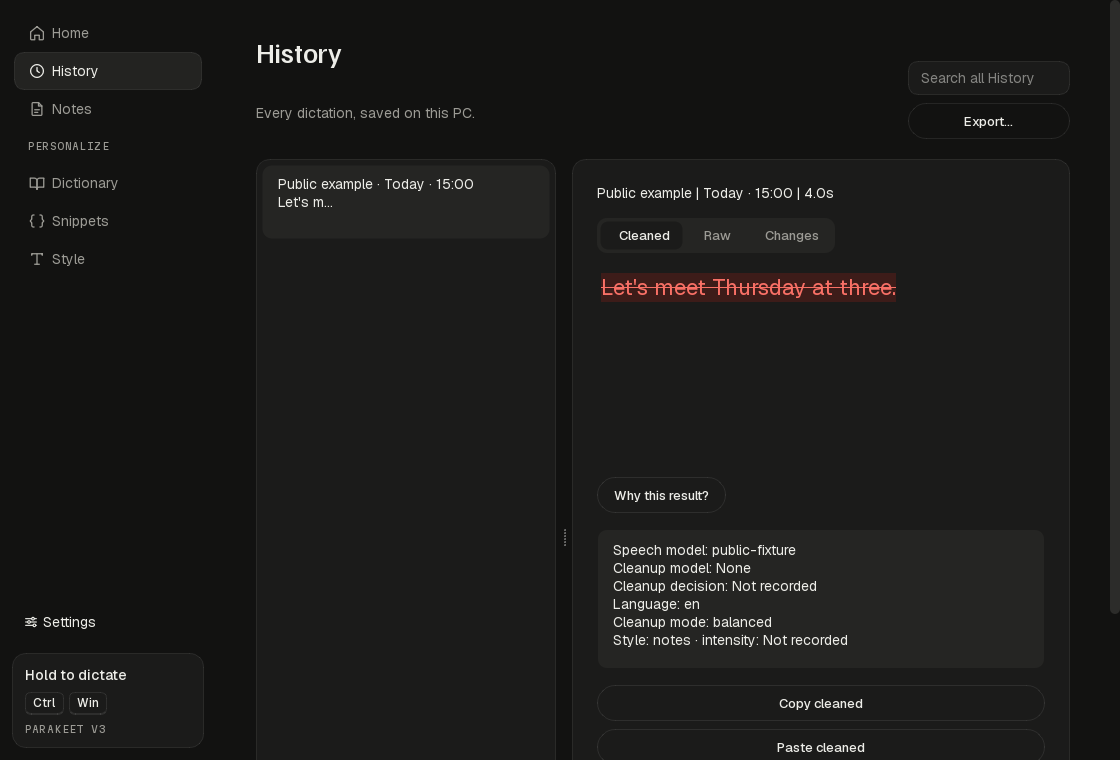 Home
History
Notes
PERSONALIZE
Dictionary
Snippets
Style
Settings
Hold to dictate
Ctrl Win
PARAKEET V3
History
Every dictation, saved on this PC.
Search all History
Export...
Public example · Today · 15:00
Let's m...
Public example | Today · 15:00 | 4.0s
Cleaned Raw Changes
Let's meet Thursday at three.
Why this result?
Speech model: public-fixture
Cleanup model: None
Cleanup decision: Not recorded
Language: en
Cleanup mode: balanced
Style: notes · intensity: Not recorded
Copy cleaned
Paste cleaned